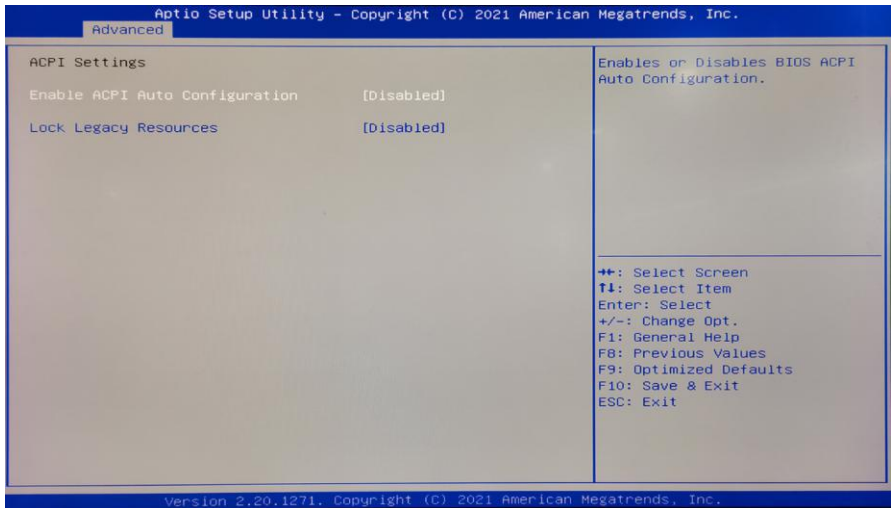 Aptio Setup Utility – Copyright (C) 2021 American Megatrends, Inc.
Advanced
ACPI Settings
Enable ACPI Auto Configuration [Disabled]
Lock Legacy Resources [Disabled]
Enables or Disables BIOS ACPI
Auto Configuration.
→←: Select Screen
↑↓: Select Item
Enter: Select
+/-: Change Opt.
F1: General Help
F8: Previous Values
F9: Optimized Defaults
F10: Save & Exit
ESC: Exit
Version 2.20.1271. Copyright (C) 2021 American Megatrends, Inc.